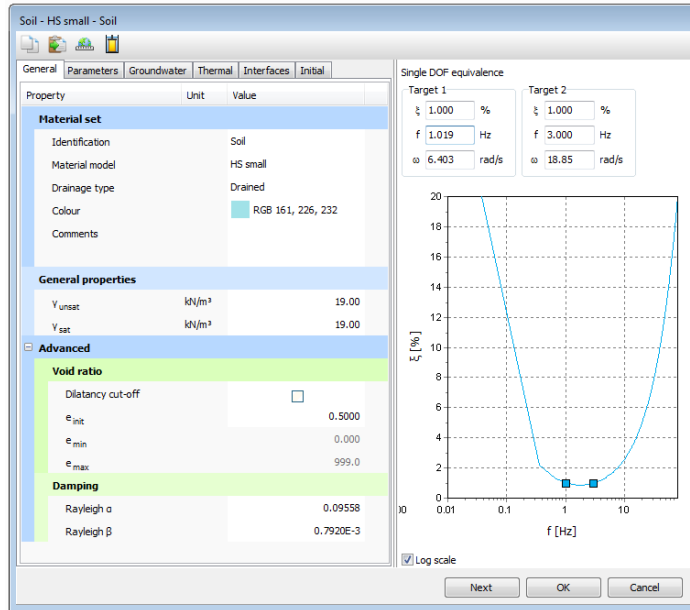 Soil - HS small - Soil
General Parameters Groundwater Thermal Interfaces Initial
Property Unit Value
Material set
Identification Soil
Material model HS small
Drainage type Drained
Colour RGB 161, 226, 232
Comments
General properties
γ unsat kN/m³ 19.00
γ sat kN/m³ 19.00
Advanced
Void ratio
Dilatancy cut-off
e init 0.5000
e min 0.000
e max 999.0
Damping
Rayleigh α 0.09558
Rayleigh β 0.7920E-3
Single DOF equivalence
Target 1 Target 2
ξ 1.000 % ξ 1.000 %
f 1.019 Hz f 3.000 Hz
ω 6.403 rad/s ω 18.85 rad/s
20
18
16
14
12
10
8
6
4
2
0
ξ [%]
00 0.01 0.1 1 10
f [Hz]
Log scale
Next OK Cancel